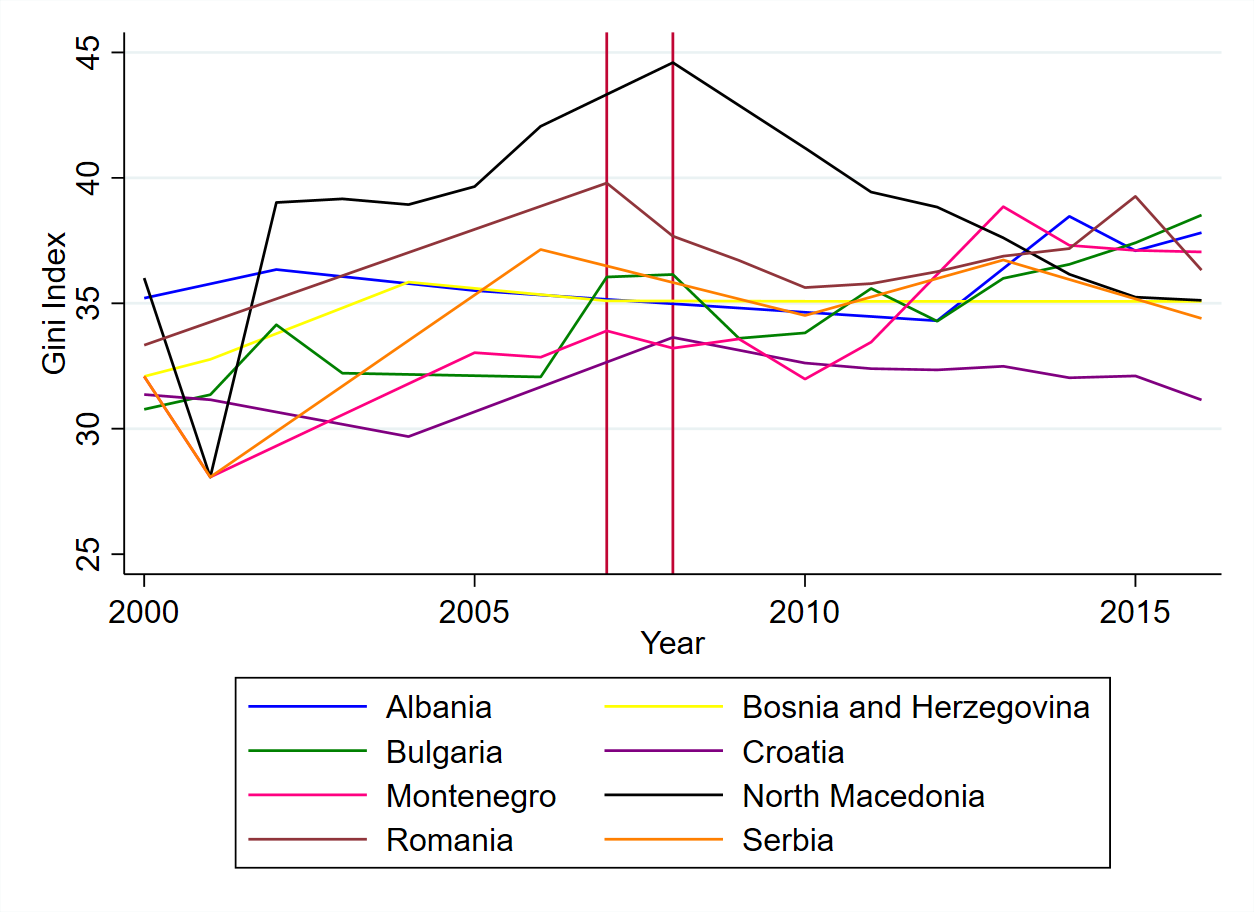 45
40
35
30
25
Gini Index
2000 2005 2010 2015
Year
Albania Bosnia and Herzegovina
Bulgaria Croatia
Montenegro North Macedonia
Romania Serbia